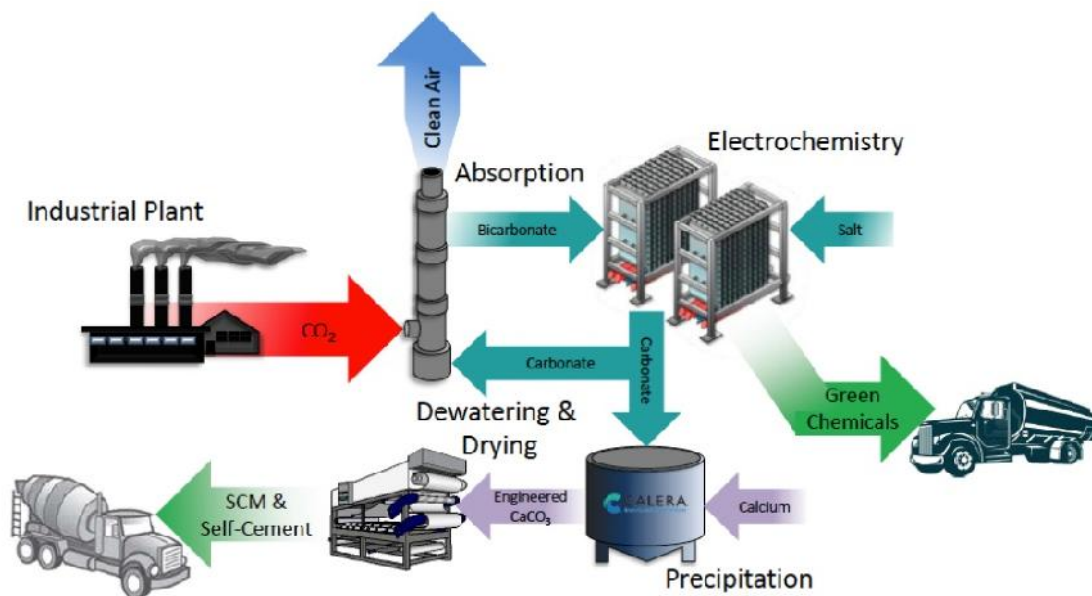 Clean Air
Electrochemistry
Absorption
Industrial Plant
Bicarbonate
Salt
CO₂
Carbonate
Carbonate
Green
Chemicals
Dewatering &
Drying
SCM &
Self-Cement
Engineered
CaCO₃
CALERA
Calcium
Precipitation